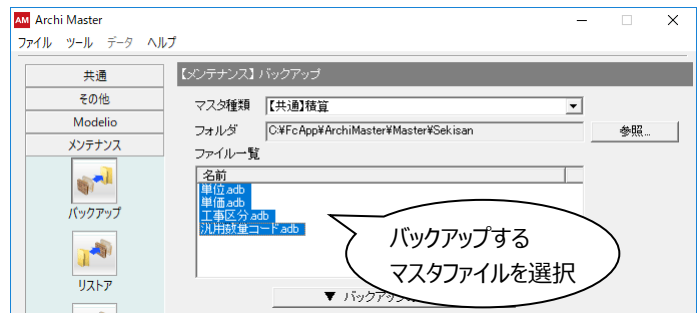 AM Archi Master
ファイル ツール データ ヘルプ
共通
その他
Modelio
メンテナンス
バックアップ
リストア
【メンテナンス】バックアップ
マスタ種類 【共通】積算
フォルダ C:¥FcApp¥ArchiMaster¥Master¥Sekisan 参照...
ファイル一覧
名前
単位.adb
単価.adb
工事区分.adb
汎用数量コード.adb
バックアップする
マスタファイルを選択
▼ バックアップ